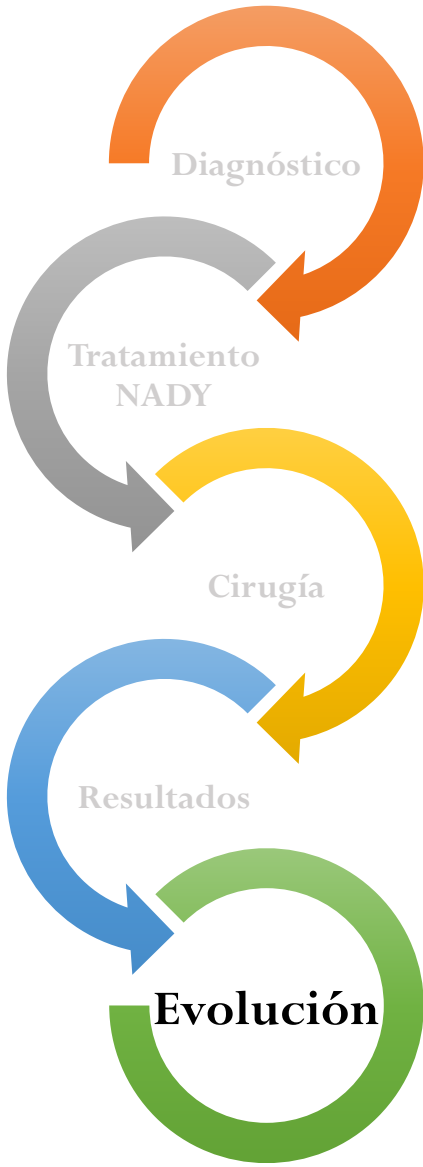 Diagnóstico
Tratamiento
NADY
Cirugía
Resultados
Evolución